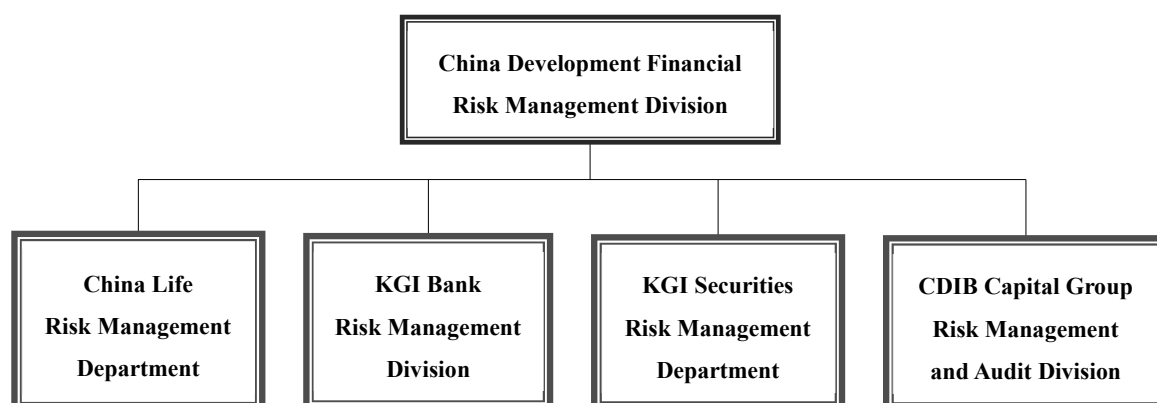 China Development Financial
Risk Management Division
China Life
Risk Management
Department
KGI Bank
Risk Management
Division
KGI Securities
Risk Management
Department
CDIB Capital Group
Risk Management
and Audit Division